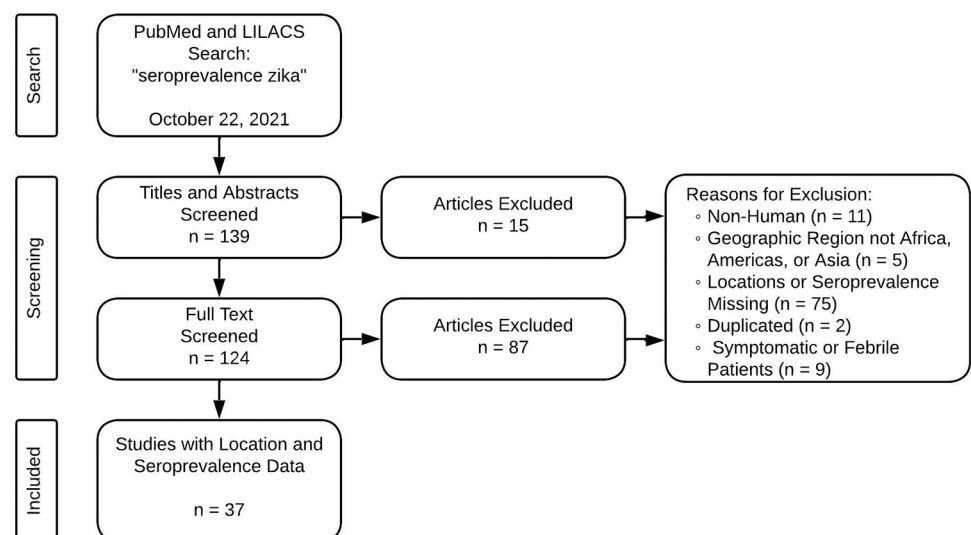 Search
PubMed and LILACS
Search:
"seroprevalence zika"
October 22, 2021
Screening
Titles and Abstracts
Screened
n = 139
Articles Excluded
n = 15
Reasons for Exclusion:
◦ Non-Human (n = 11)
◦ Geographic Region not Africa,
Americas, or Asia (n = 5)
◦ Locations or Seroprevalence
Missing (n = 75)
◦ Duplicated (n = 2)
◦ Symptomatic or Febrile
Patients (n = 9)
Full Text
Screened
n = 124
Articles Excluded
n = 87
Included
Studies with Location and
Seroprevalence Data
n = 37